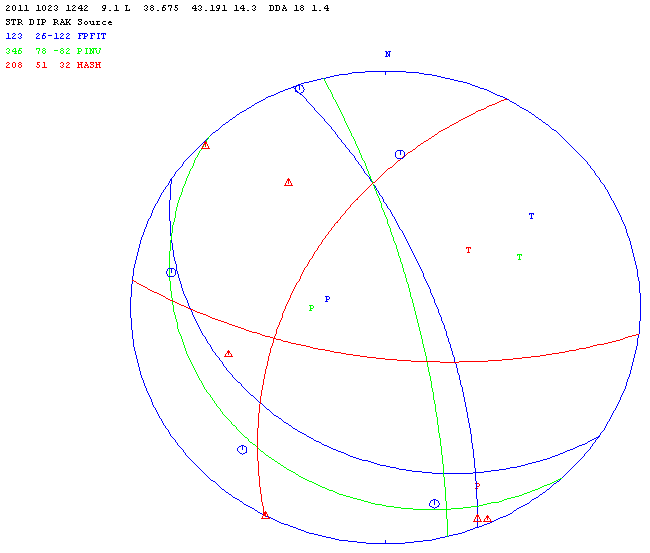 2011 1023 1242  9.1 L  38.675  43.191 14.3  DDA 18 1.4
STR DIP RAK Source
123  26-122 FPFIT
346  78 -82 PINV
208  51  32 HASH
N
T
T
T
P
P
P